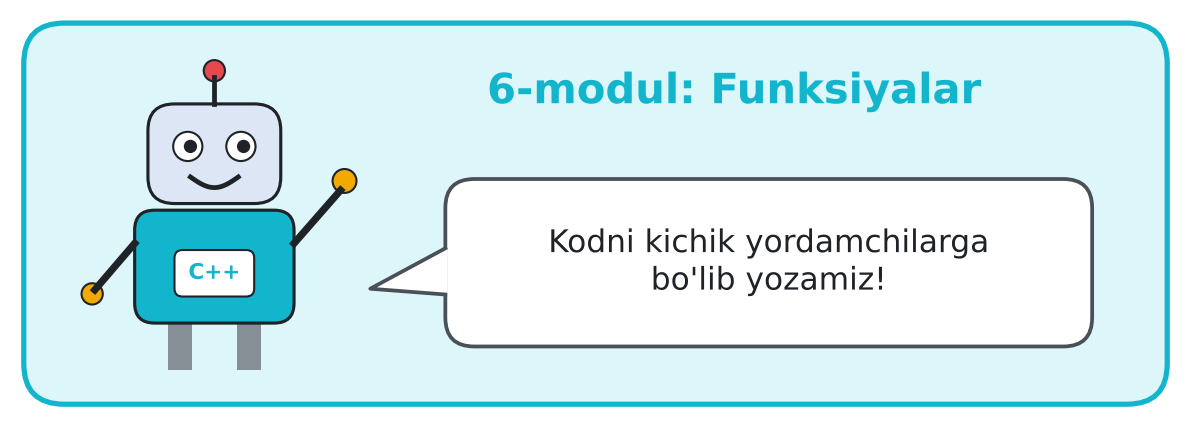 6-modul: Funksiyalar
Kodni kichik yordamchilarga
bo'lib yozamiz!
C++